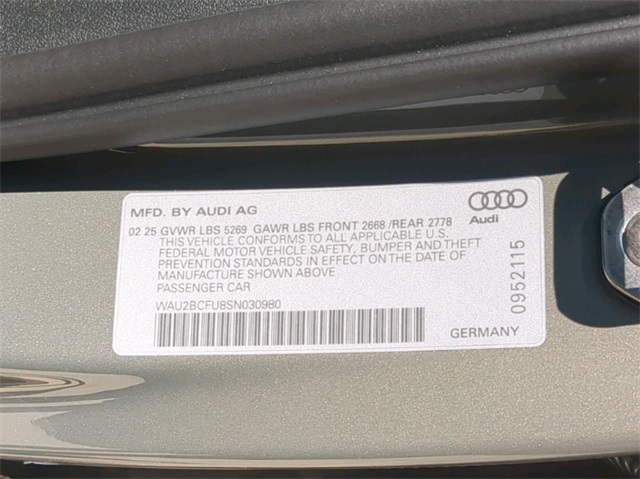 MFD. BY AUDI AG
Audi
02 25 GVWR LBS 5269 GAWR LBS FRONT 2668 /REAR 2778
THIS VEHICLE CONFORMS TO ALL APPLICABLE U.S.
FEDERAL MOTOR VEHICLE SAFETY, BUMPER AND THEFT
PREVENTION STANDARDS IN EFFECT ON THE DATE OF
MANUFACTURE SHOWN ABOVE
PASSENGER CAR
WAU2BCFU8SN030980
0952115
GERMANY